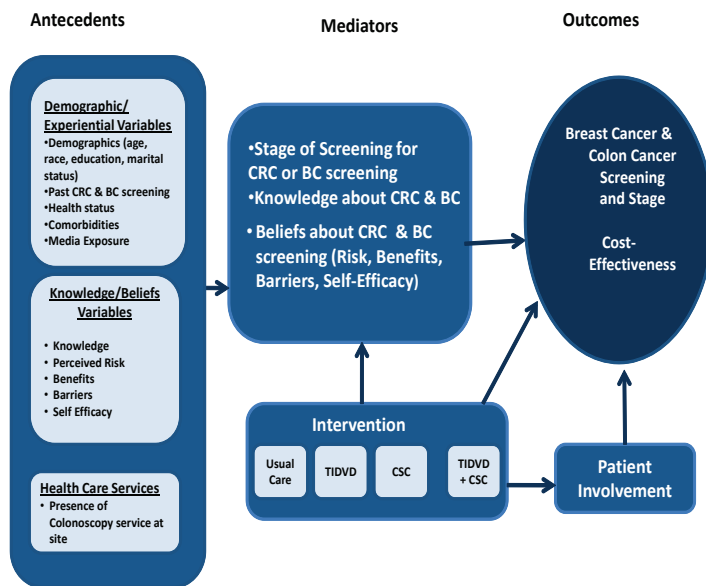 Antecedents
Mediators
Outcomes
Demographic/
Experiential Variables
•Demographics (age,
race, education, marital
status)
•Past CRC & BC screening
•Health status
•Comorbidities
•Media Exposure
Knowledge/Beliefs
Variables
• Knowledge
• Perceived Risk
• Benefits
• Barriers
• Self Efficacy
Health Care Services
• Presence of
Colonoscopy service at
site
•Stage of Screening for
CRC or BC screening
•Knowledge about CRC & BC
• Beliefs about CRC & BC
screening (Risk, Benefits,
Barriers, Self-Efficacy)
Intervention
Usual
Care
TIDVD
CSC
TIDVD
+ CSC
Patient
Involvement
Breast Cancer &
Colon Cancer
Screening
and Stage
Cost-
Effectiveness